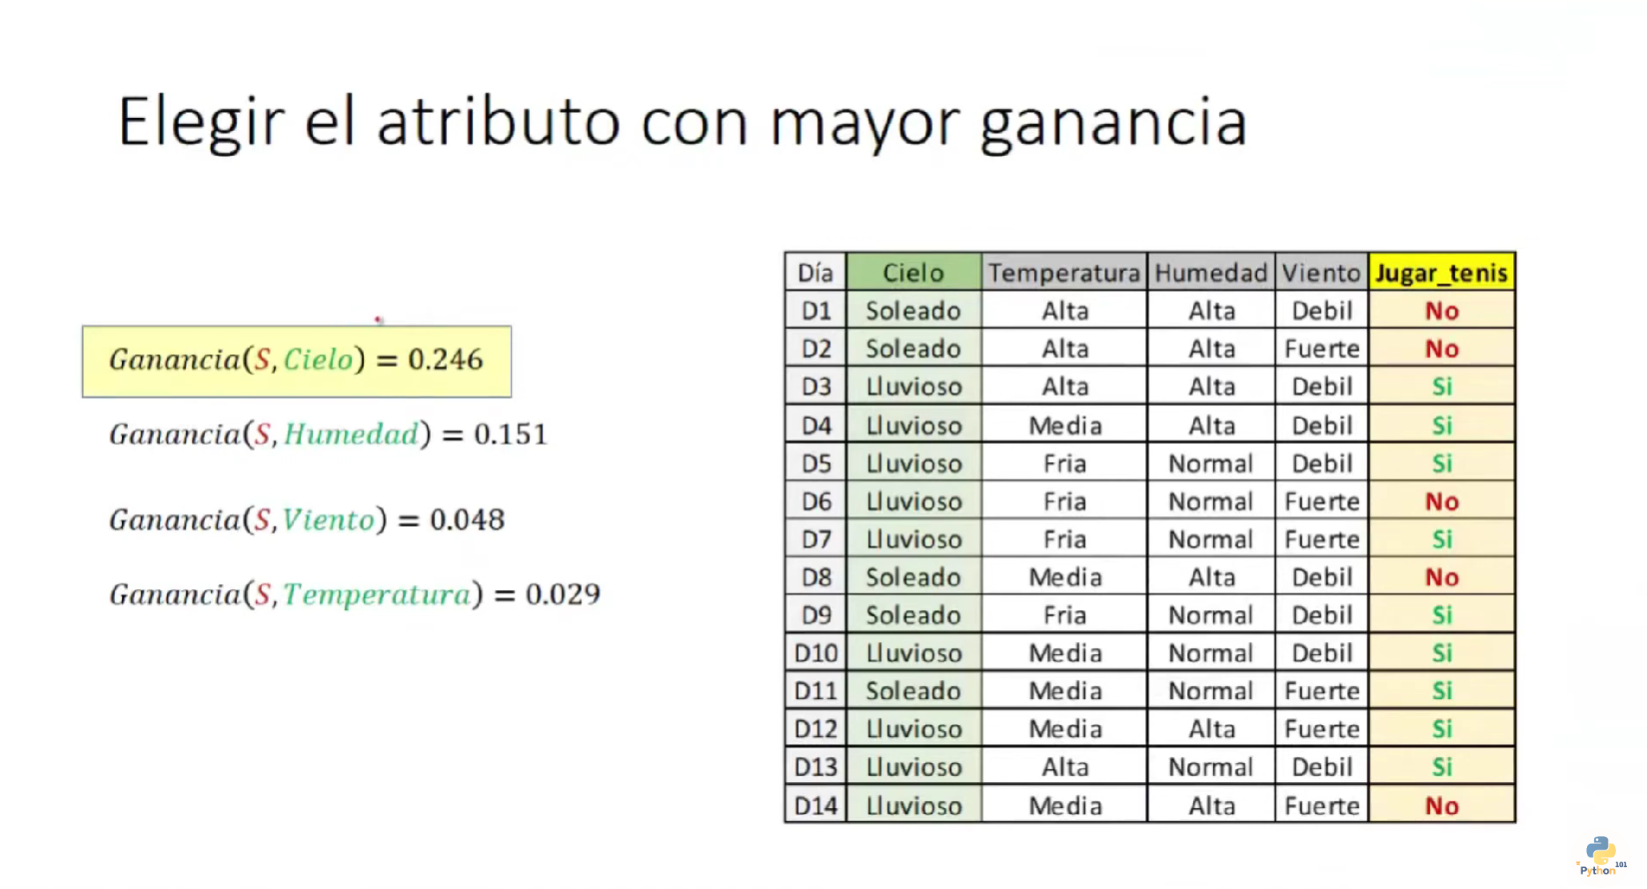 Elegir el atributo con mayor ganancia
Ganancia(S, Cielo) = 0.246
Ganancia(S, Humedad) = 0.151
Ganancia(S, Viento) = 0.048
Ganancia(S, Temperatura) = 0.029
Día Cielo Temperatura Humedad Viento Jugar_tenis
D1 Soleado Alta Alta Debil No
D2 Soleado Alta Alta Fuerte No
D3 Lluvioso Alta Alta Debil Si
D4 Lluvioso Media Alta Debil Si
D5 Lluvioso Fria Normal Debil Si
D6 Lluvioso Fria Normal Fuerte No
D7 Lluvioso Fria Normal Fuerte Si
D8 Soleado Media Alta Debil No
D9 Soleado Fria Normal Debil Si
D10 Lluvioso Media Normal Debil Si
D11 Soleado Media Normal Fuerte Si
D12 Lluvioso Media Alta Fuerte Si
D13 Lluvioso Alta Normal Debil Si
D14 Lluvioso Media Alta Fuerte No
Python 101